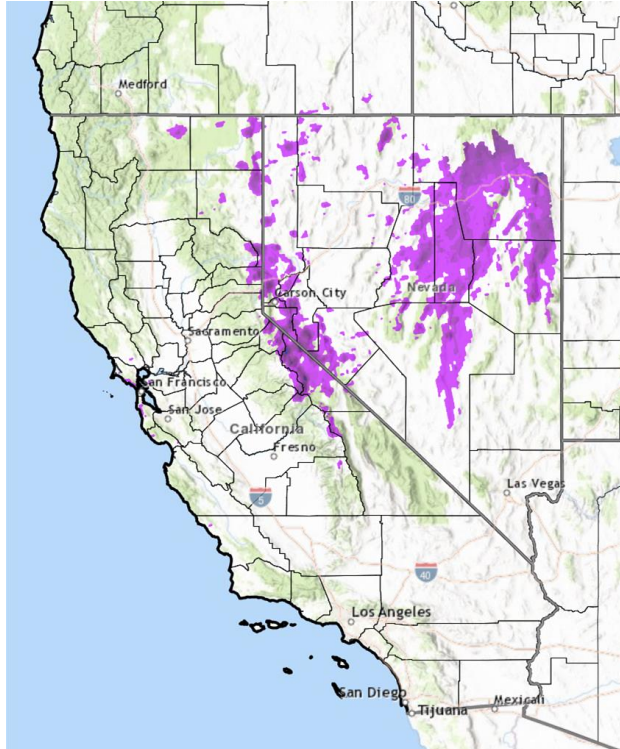 Medford
80
Carson City
Nevada
Sacramento
San Francisco
San Jose
California
Fresno
5
Las Vegas
40
Los Angeles
San Diego
Tijuana
Mexicali